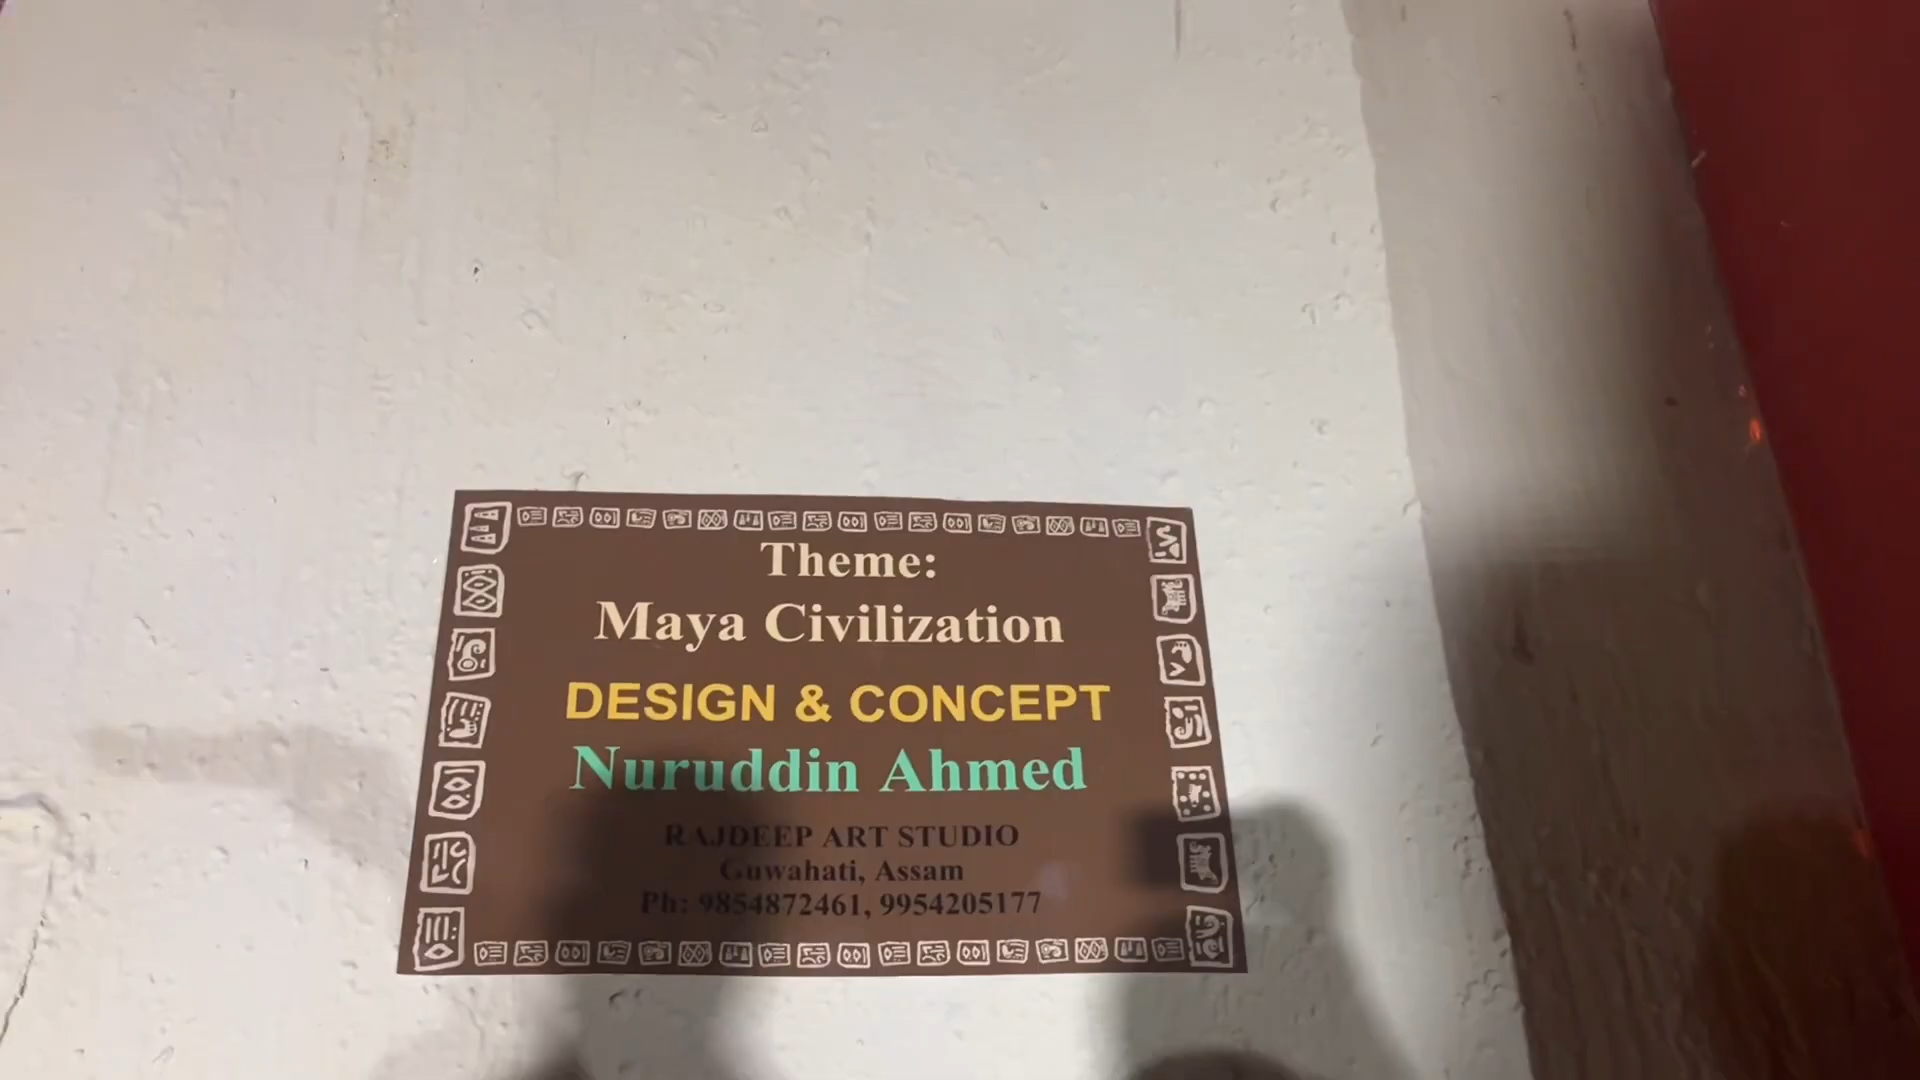 Theme:
Maya Civilization
DESIGN & CONCEPT
Nuruddin Ahmed
RAJDEEP ART STUDIO
Guwahati, Assam
Ph: 9854872461, 9954205177